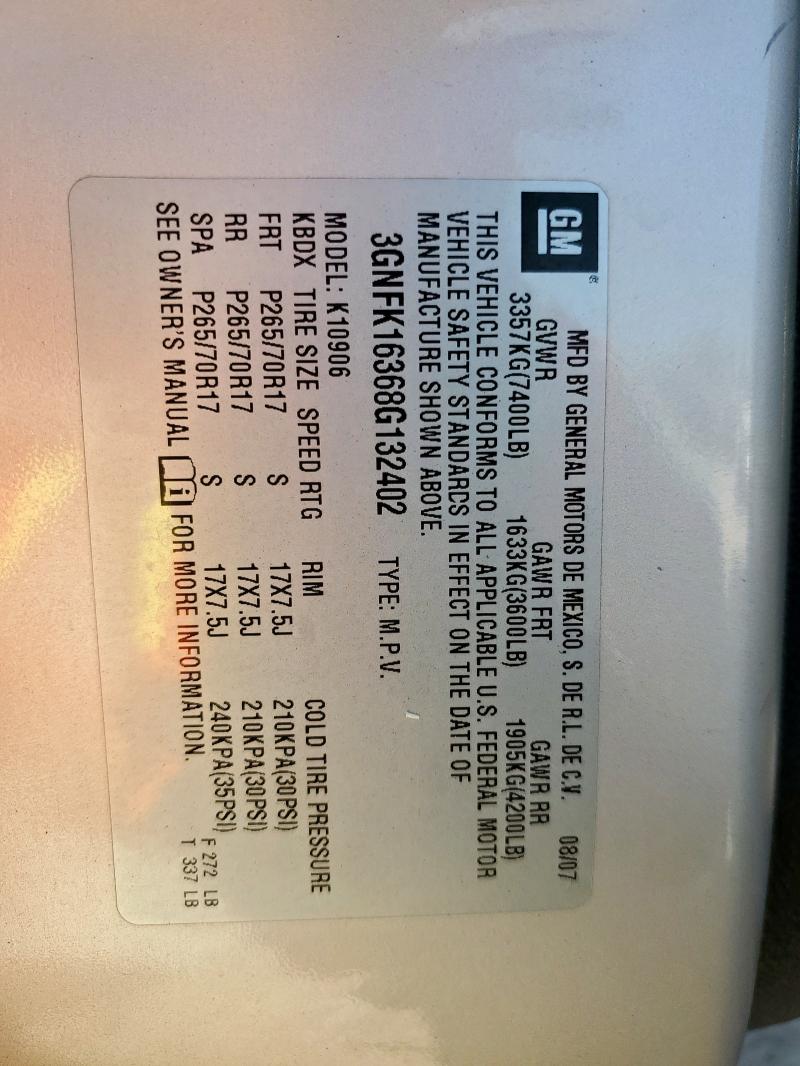 GM®
MFD BY GENERAL MOTORS DE MEXICO, S. DE R.L. DE C.V. 08/07
GVWR GAWR FRT GAWR RR
3357KG(7400LB) 1633KG(3600LB) 1905KG(4200LB)
THIS VEHICLE CONFORMS TO ALL APPLICABLE U.S. FEDERAL MOTOR
VEHICLE SAFETY STANDARDS IN EFFECT ON THE DATE OF
MANUFACTURE SHOWN ABOVE.
3GNFK16368G132402 TYPE: M.P.V.
MODEL: K10906
KBDX TIRE SIZE SPEED RTG RIM COLD TIRE PRESSURE
FRT P265/70R17 S 17X7.5J 210KPA(30PSI)
RR P265/70R17 S 17X7.5J 210KPA(30PSI)
SPA P265/70R17 S 17X7.5J 240KPA(35PSI) F 272 LB
SEE OWNER'S MANUAL i FOR MORE INFORMATION. T 337 LB